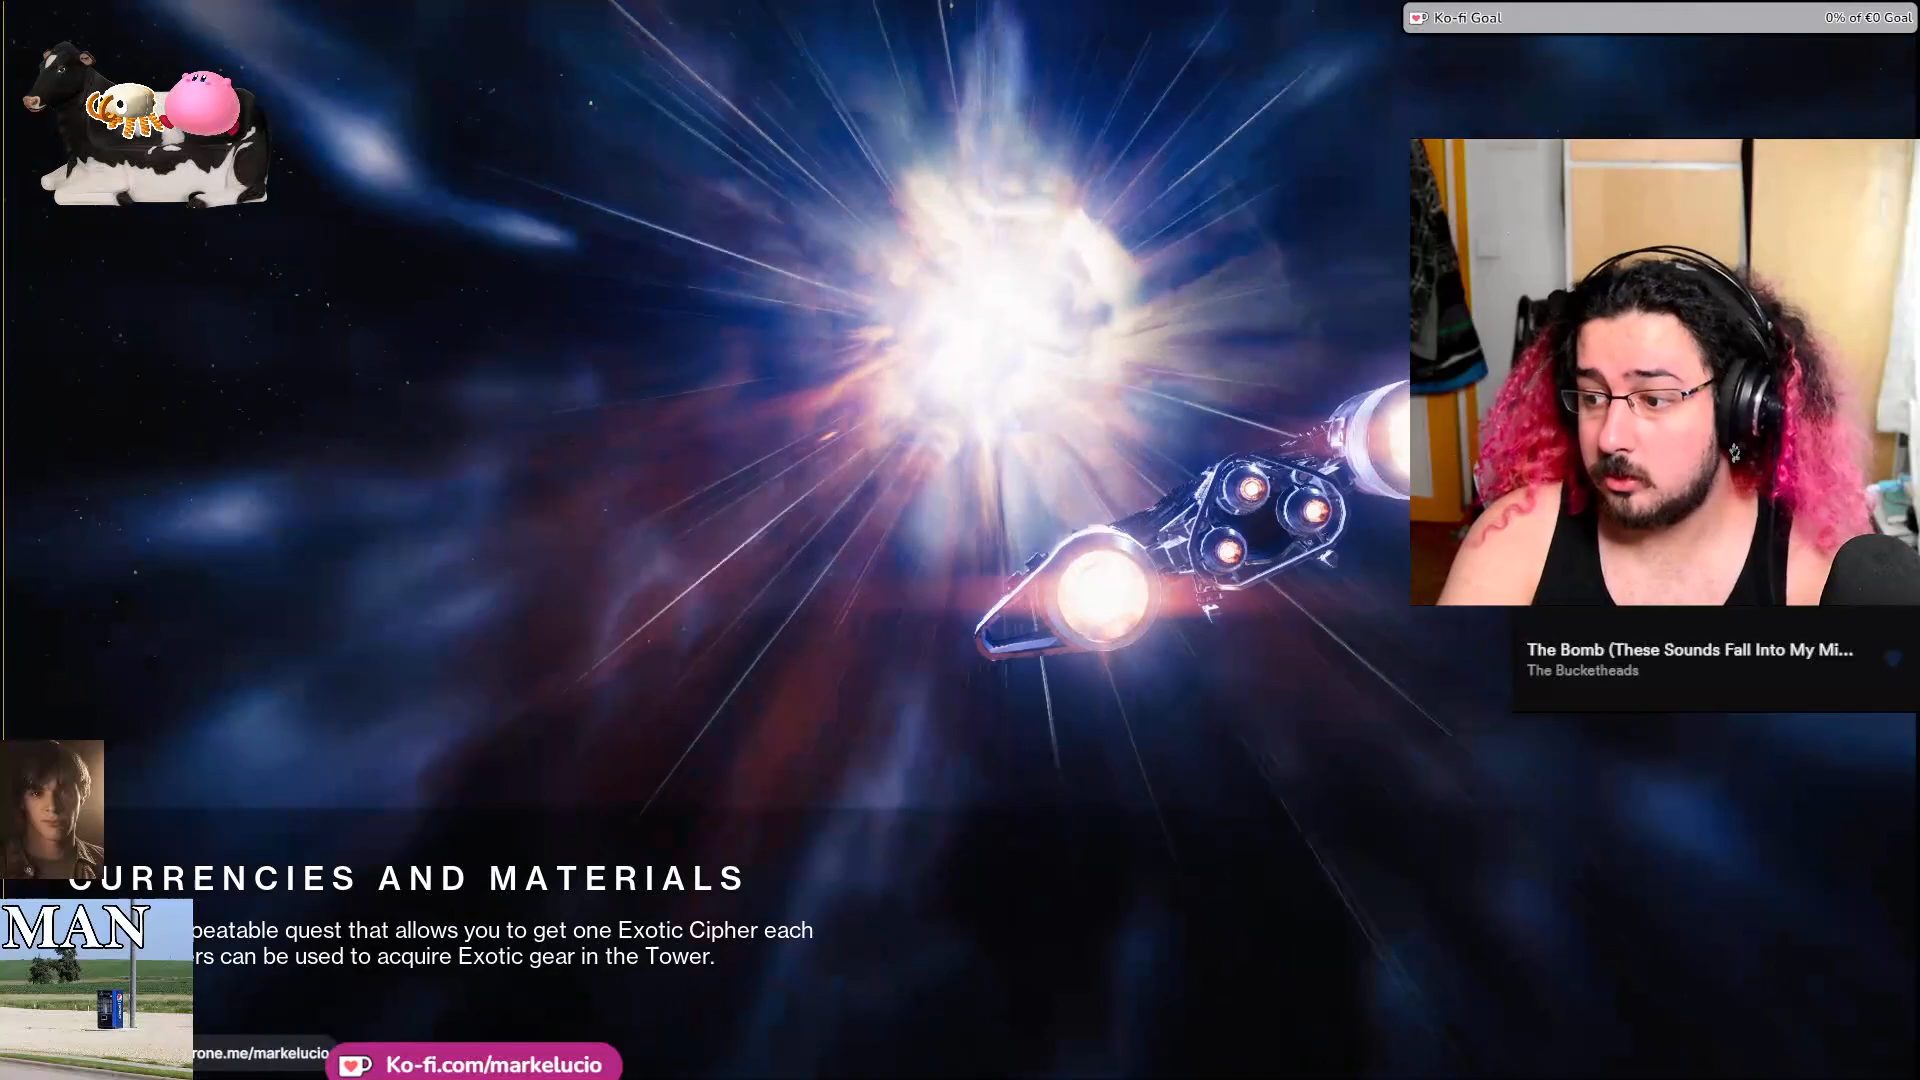 Ko-fi Goal
0% of €0 Goal
The Bomb (These Sounds Fall Into My Mi...
The Bucketheads
CURRENCIES AND MATERIALS
MAN
peatable quest that allows you to get one Exotic Cipher each
rs can be used to acquire Exotic gear in the Tower.
rone.me/markelucio
Ko-fi.com/markelucio